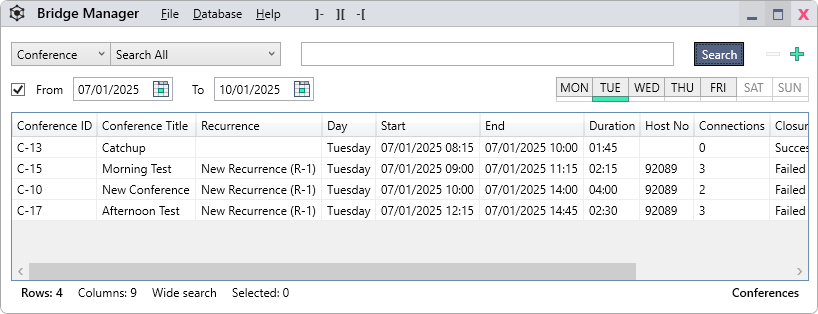 Bridge Manager File Database Help ]- ][ -[
Conference Search All Search
From 07/01/2025 To 10/01/2025 MON TUE WED THU FRI SAT SUN
Conference ID Conference Title Recurrence Day Start End Duration Host No Connections Closur
C-13 Catchup Tuesday 07/01/2025 08:15 07/01/2025 10:00 01:45 0 Succes
C-15 Morning Test New Recurrence (R-1) Tuesday 07/01/2025 09:00 07/01/2025 11:15 02:15 92089 3 Failed
C-10 New Conference New Recurrence (R-1) Tuesday 07/01/2025 10:00 07/01/2025 14:00 04:00 92089 2 Failed
C-17 Afternoon Test New Recurrence (R-1) Tuesday 07/01/2025 12:15 07/01/2025 14:45 02:30 92089 3 Failed
Rows: 4 Columns: 9 Wide search Selected: 0 Conferences